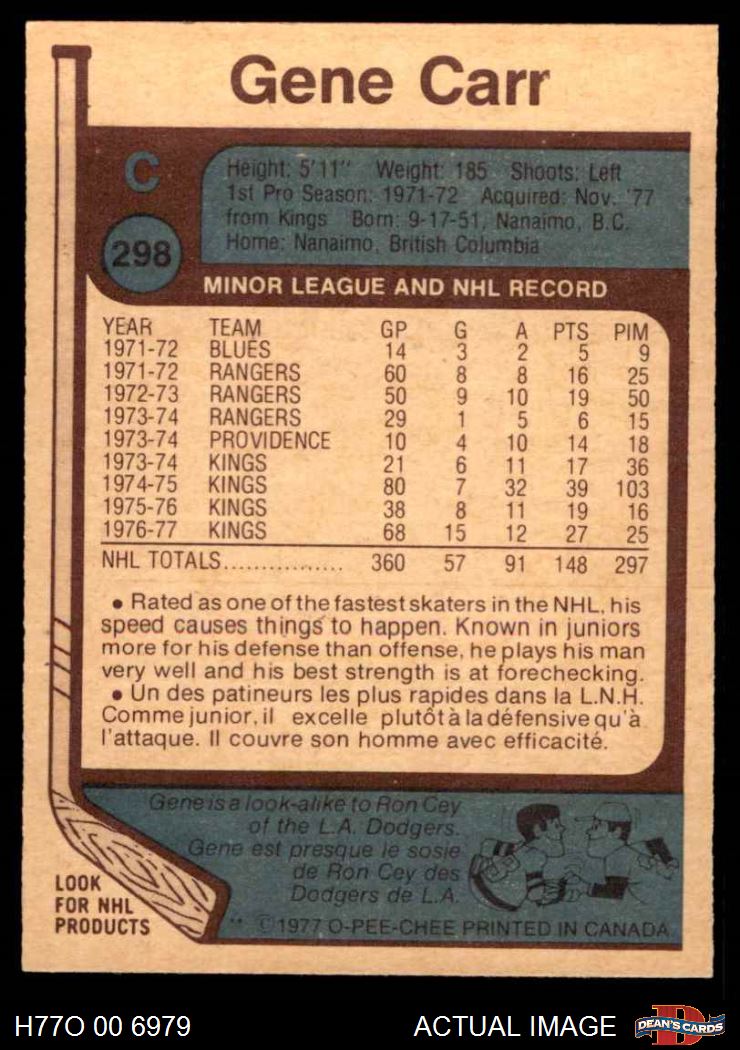 Gene Carr
C
298
Height: 5'11" Weight: 185 Shoots: Left
1st Pro Season: 1971-72 Acquired: Nov. '77
from Kings Born: 9-17-51, Nanaimo, B.C.
Home: Nanaimo, British Columbia
MINOR LEAGUE AND NHL RECORD
YEAR TEAM GP G A PTS PIM
1971-72 BLUES 14 3 2 5 9
1971-72 RANGERS 60 8 8 16 25
1972-73 RANGERS 50 9 10 19 50
1973-74 RANGERS 29 1 5 6 15
1973-74 PROVIDENCE 10 4 10 14 18
1973-74 KINGS 21 6 11 17 36
1974-75 KINGS 80 7 32 39 103
1975-76 KINGS 38 8 11 19 16
1976-77 KINGS 68 15 12 27 25
NHL TOTALS................ 360 57 91 148 297
• Rated as one of the fastest skaters in the NHL, his
speed causes things to happen. Known in juniors
more for his defense than offense, he plays his man
very well and his best strength is at forechecking.
• Un des patineurs les plus rapides dans la L.N.H.
Comme junior, il excelle plutôt à la défensive qu'à
l'attaque. Il couvre son homme avec efficacité.
Gene is a look-alike to Ron Cey
of the L.A. Dodgers.
Gene est presque le sosie
de Ron Cey des
Dodgers de L.A.
LOOK
FOR NHL
PRODUCTS
** ©1977 O-PEE-CHEE PRINTED IN CANADA
H77O 00 6979 ACTUAL IMAGE
D
DEAN'S CARDS